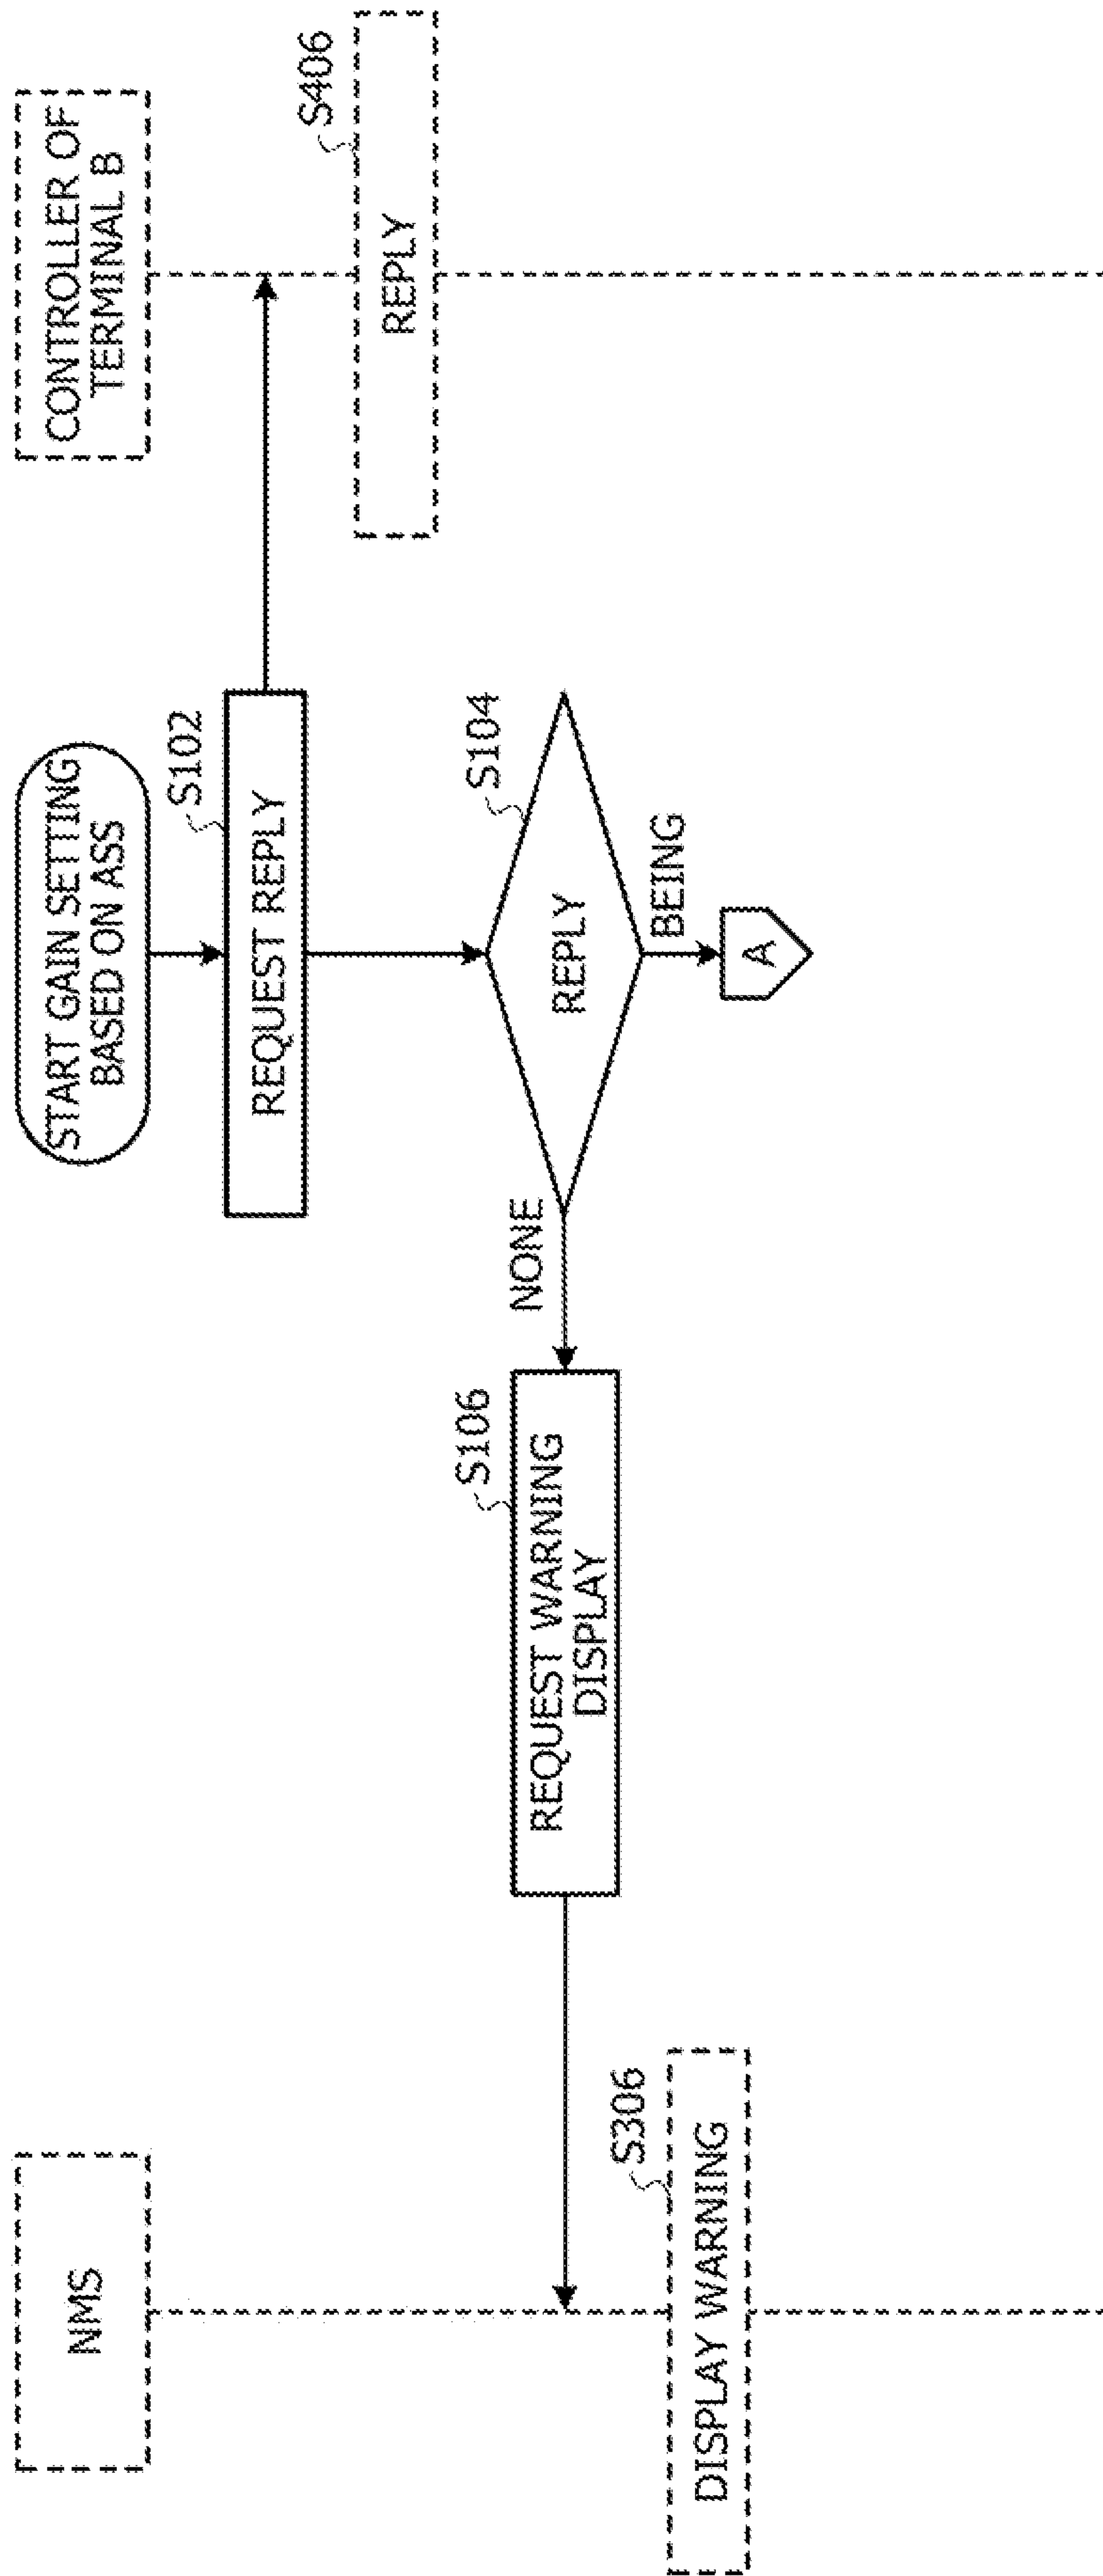 NMS
START GAIN SETTING
BASED ON ASS
CONTROLLER OF
TERMINAL B
S102
REQUEST REPLY
S406
REPLY
S104
REPLY
NONE
BEING
S106
REQUEST WARNING
DISPLAY
A
S306
DISPLAY WARNING